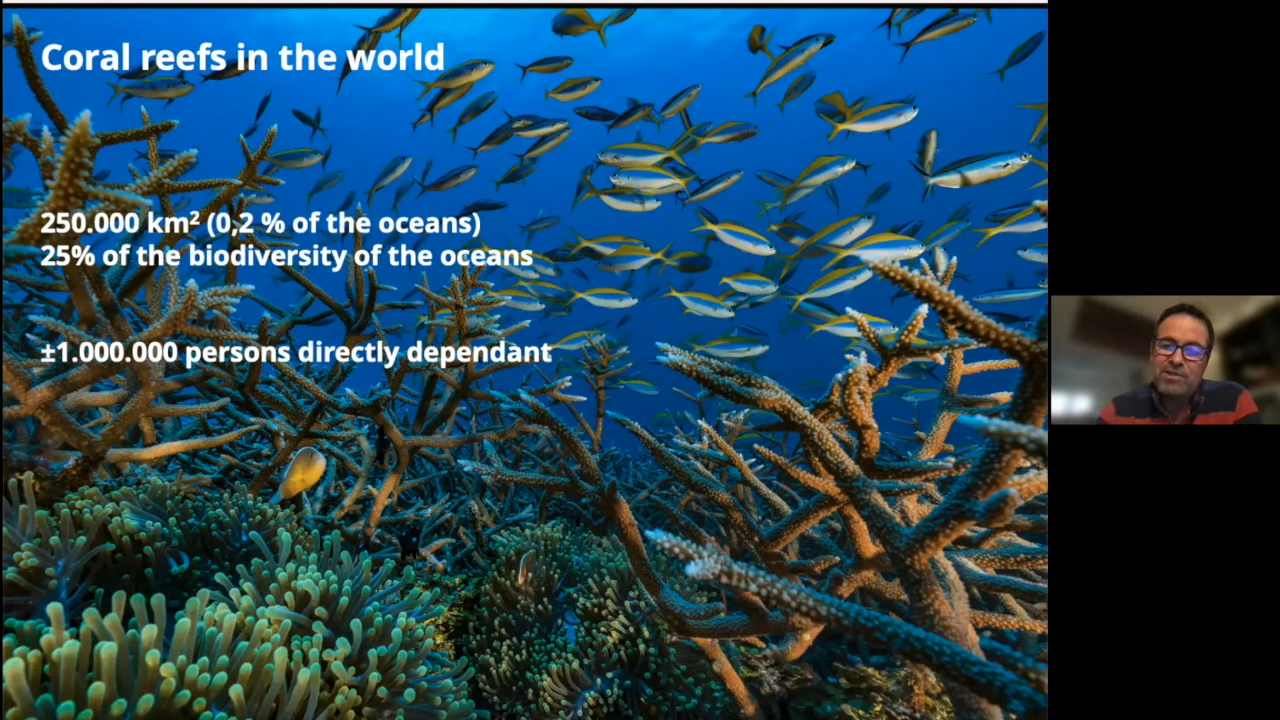 Coral reefs in the world
250.000 km² (0,2 % of the oceans)
25% of the biodiversity of the oceans
±1.000.000 persons directly dependant